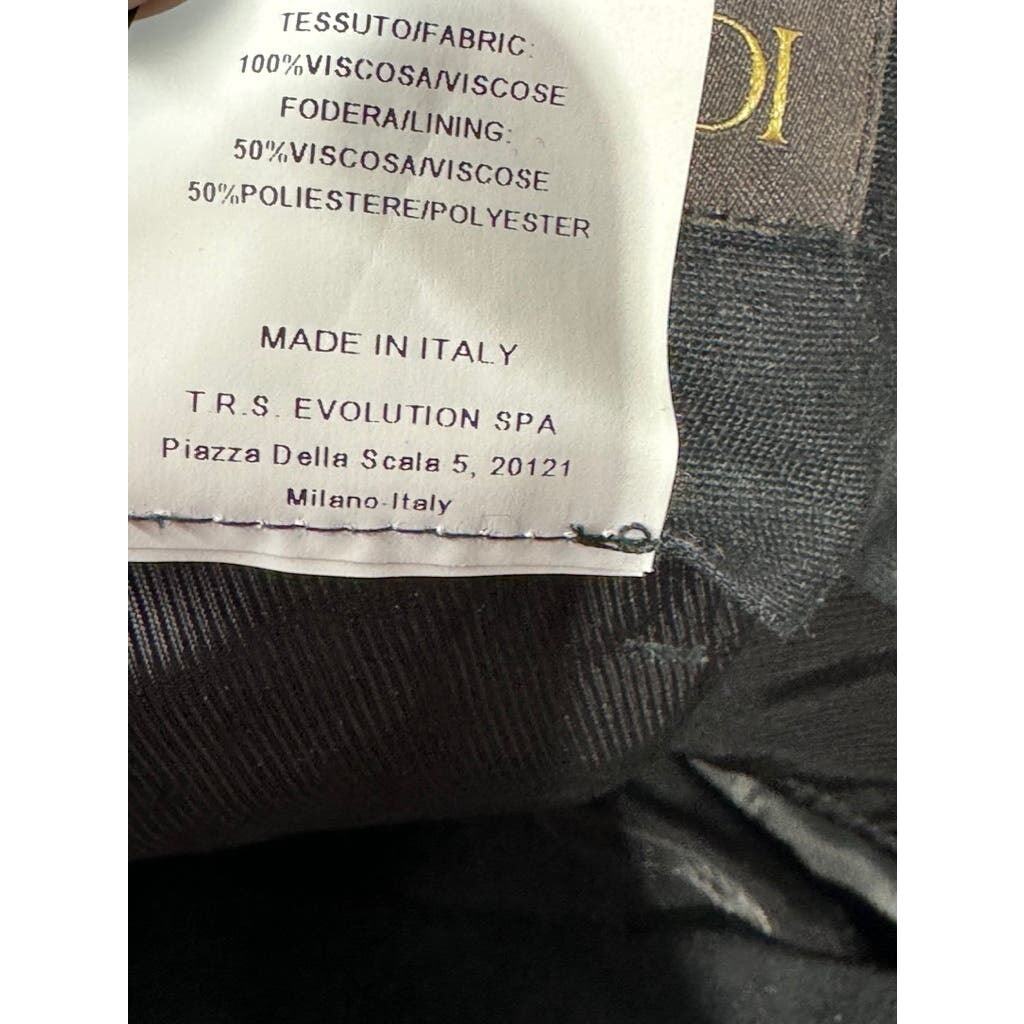 TESSUTO/FABRIC:
100%VISCOSA/VISCOSE
FODERA/LINING:
50%VISCOSA/VISCOSE
50%POLIESTERE/POLYESTER
MADE IN ITALY
T.R.S. EVOLUTION SPA
Piazza Della Scala 5, 20121
Milano-Italy